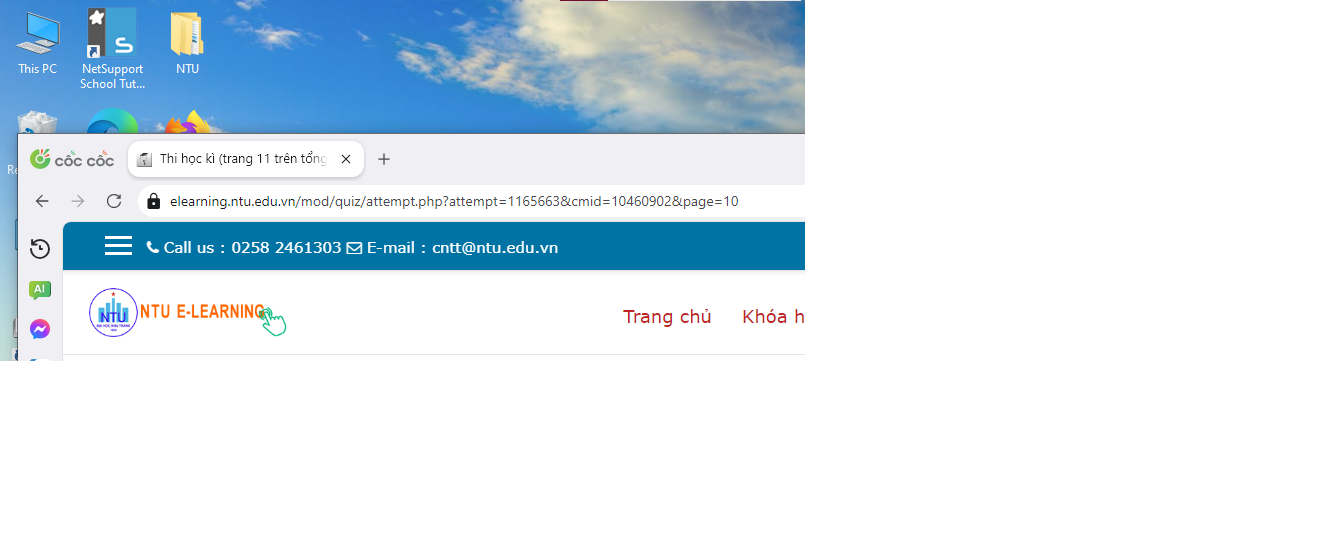 This PC
NetSupport
School Tut...
NTU
cốc cốc
Thi học kì (trang 11 trên tổng
elearning.ntu.edu.vn/mod/quiz/attempt.php?attempt=1165663&cmid=10460902&page=10
Call us : 0258 2461303 E-mail : cntt@ntu.edu.vn
AI
NTU
NTU E-LEARNING
Trang chủ Khóa h